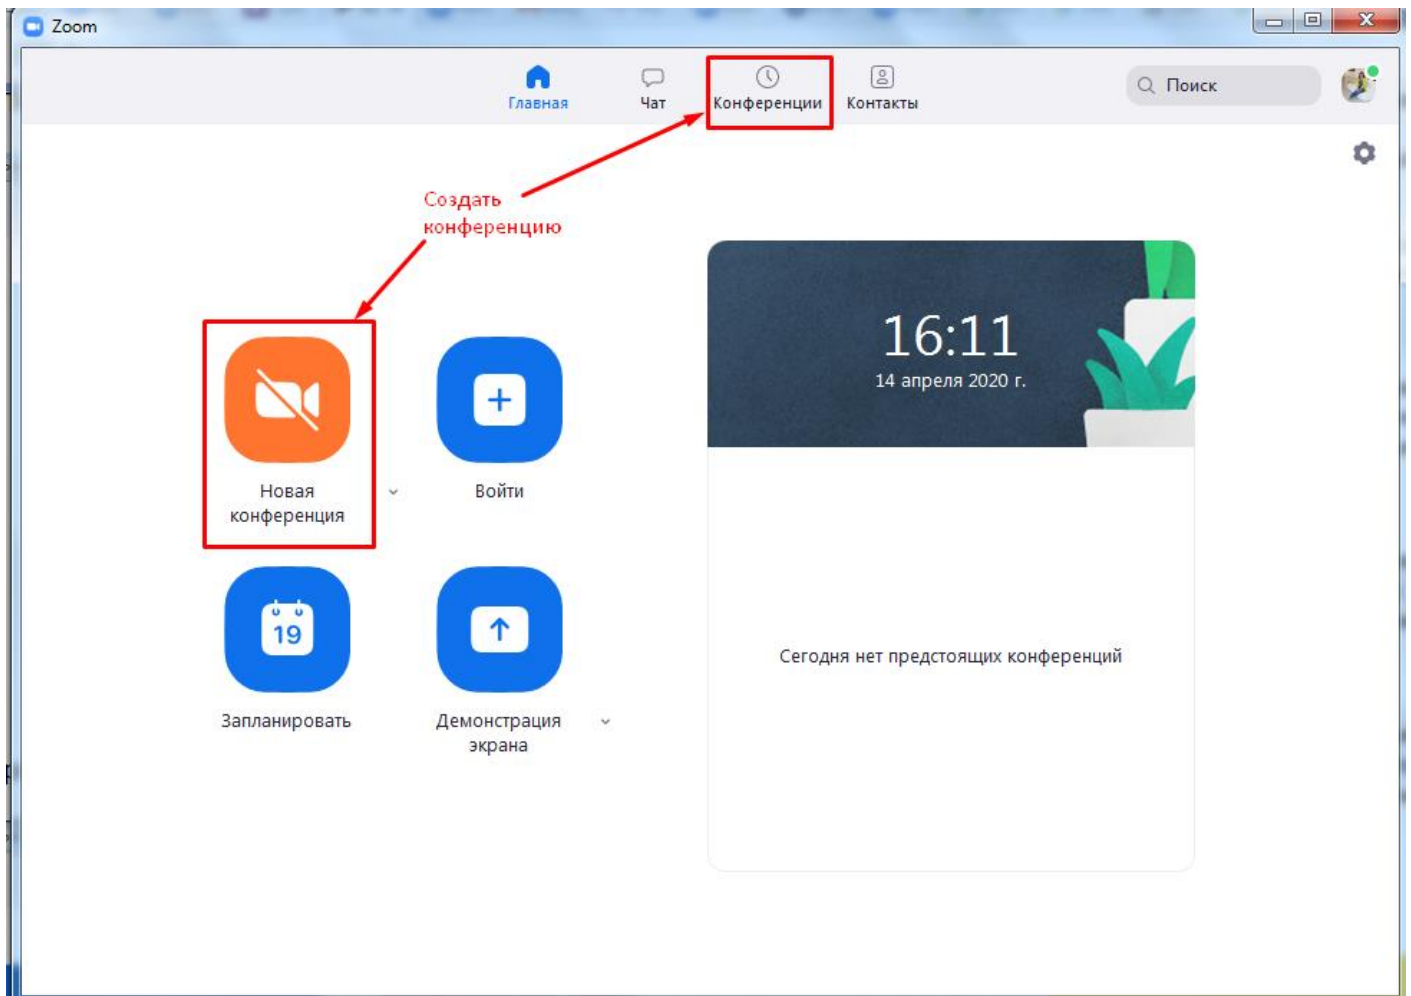 Zoom
Главная
Чат
Конференции
Контакты
Поиск
Создать
конференцию
16:11
14 апреля 2020 г.
Новая
конференция
Войти
19
Запланировать
Демонстрация
экрана
Сегодня нет предстоящих конференций